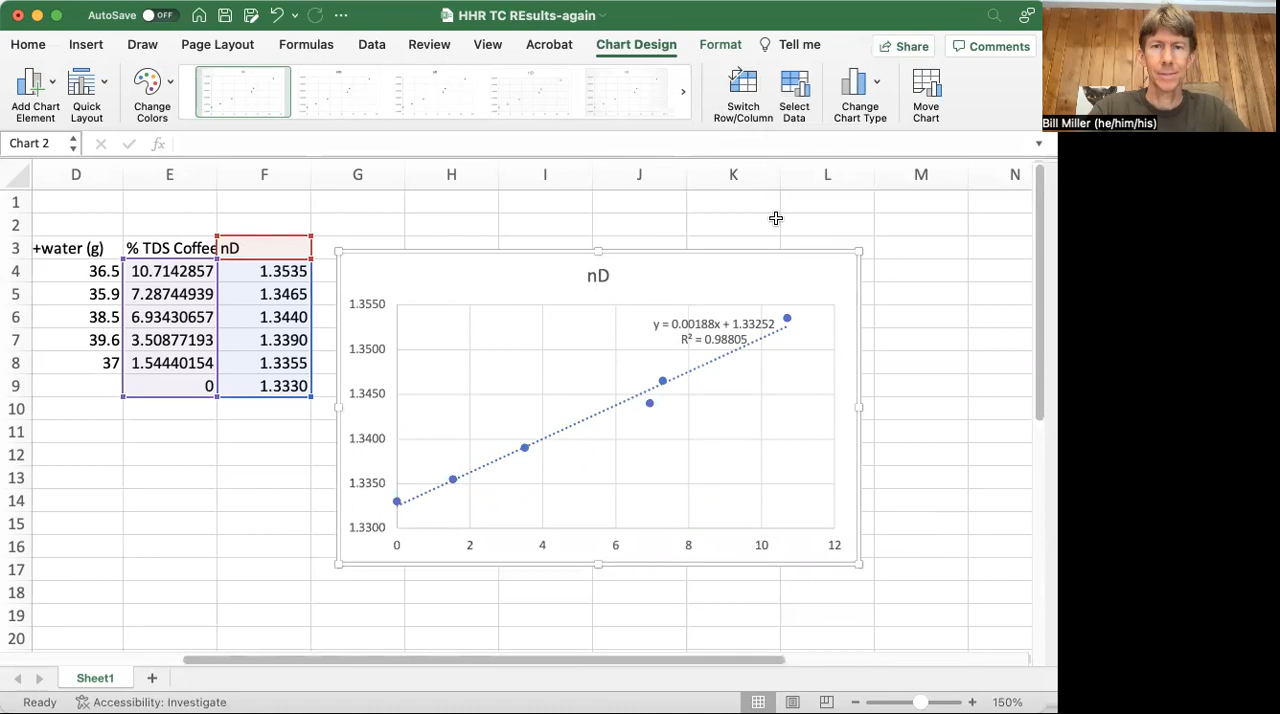 AutoSave OFF
HHR TC REsults-again
Home Insert Draw Page Layout Formulas Data Review View Acrobat Chart Design Format Tell me
Share Comments
Add Chart Element
Quick Layout
Change Colors
Switch Row/Column
Select Data
Change Chart Type
Move Chart
Bill Miller (he/him/his)
Chart 2 fx
D E F G H I J K L M N
1
2
3 +water (g) % TDS Coffee nD
4 36.5 10.7142857 1.3535
5 35.9 7.28744939 1.3465
6 38.5 6.93430657 1.3440
7 39.6 3.50877193 1.3390
8 37 1.54440154 1.3355
9 0 1.3330
10
11
12
13
14
15
16
17
18
19
20
nD
1.3550
y = 0.00188x + 1.33252
R² = 0.98805
1.3500
1.3450
1.3400
1.3350
1.3300
0 2 4 6 8 10 12
Sheet1 +
Ready Accessibility: Investigate 150%